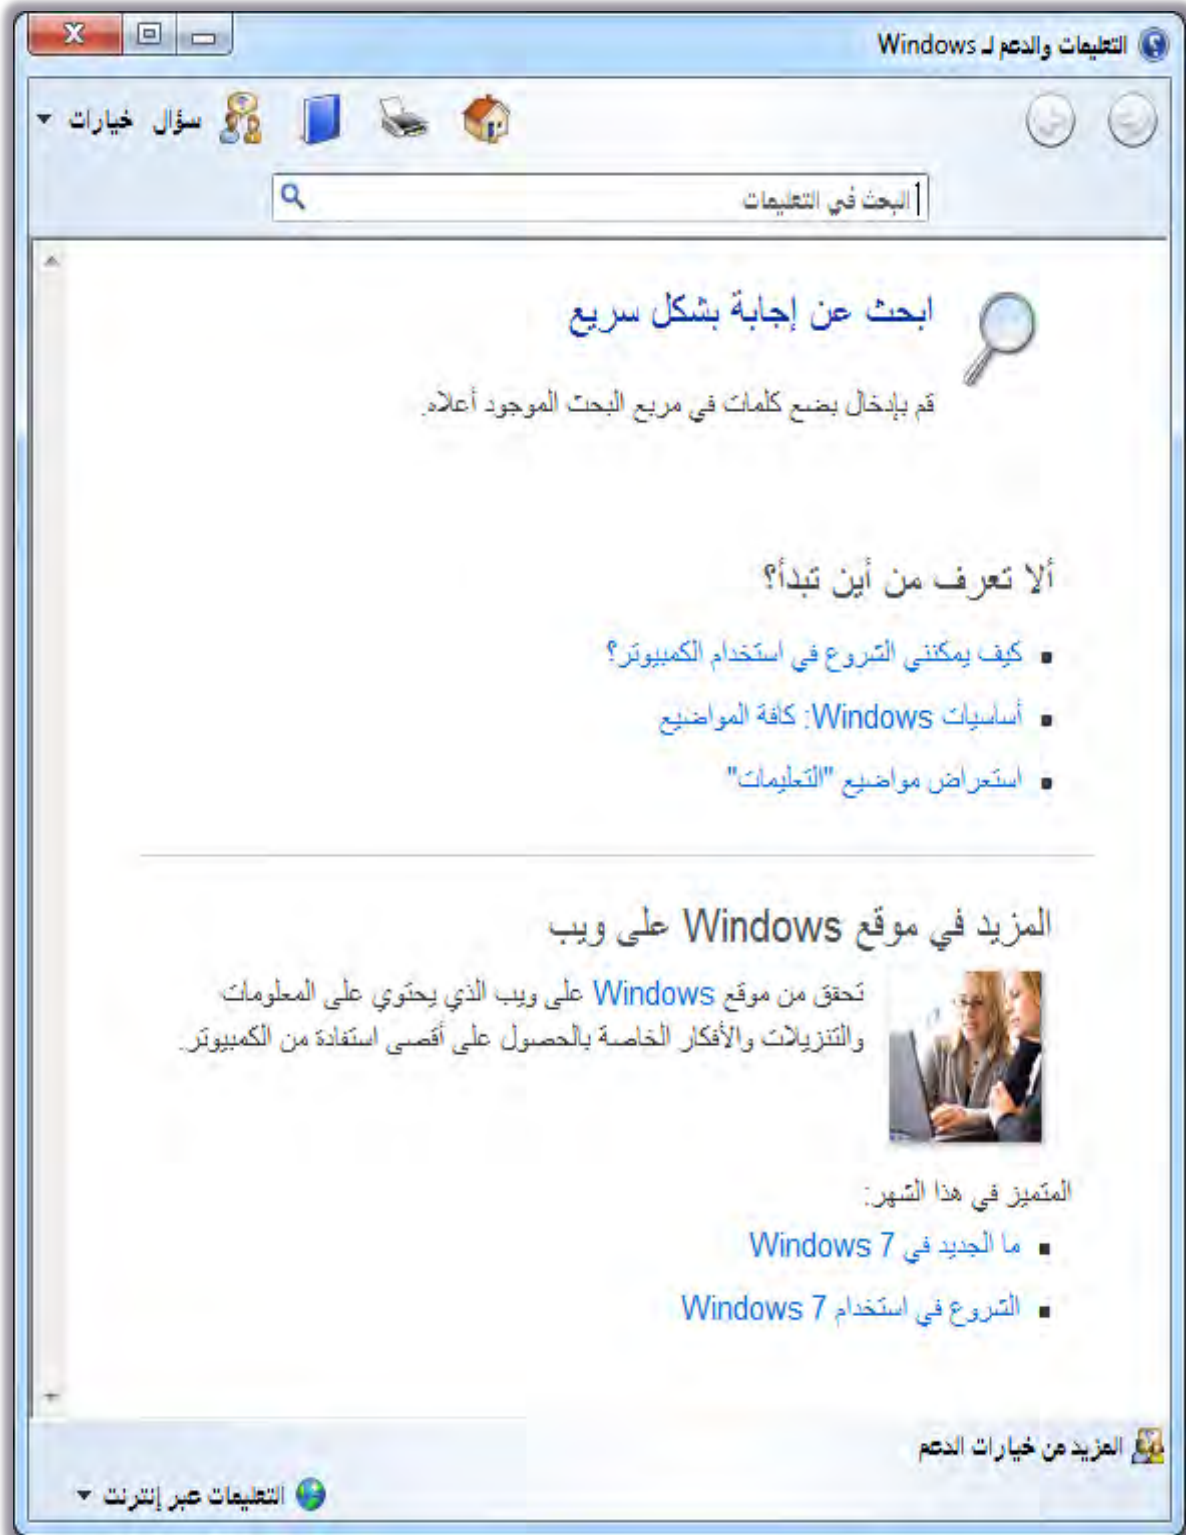 التعليمات والدعم لـ Windows
سؤال خيارات
البحث في التعليمات
ابحث عن إجابة بشكل سريع
قم بإدخال بضع كلمات في مربع البحث الموجود أعلاه.
ألا تعرف من أين تبدأ؟
كيف يمكنني الشروع في استخدام الكمبيوتر؟
أساسيات Windows: كافة المواضيع
استعراض مواضيع "التعليمات"
المزيد في موقع Windows على ويب
تحقق من موقع Windows على ويب الذي يحتوي على المعلومات
والتنزيلات والأفكار الخاصة بالحصول على أقصى استفادة من الكمبيوتر.
المتميز في هذا الشهر:
ما الجديد في Windows 7
الشروع في استخدام Windows 7
المزيد من خيارات الدعم
التعليمات عبر إنترنت